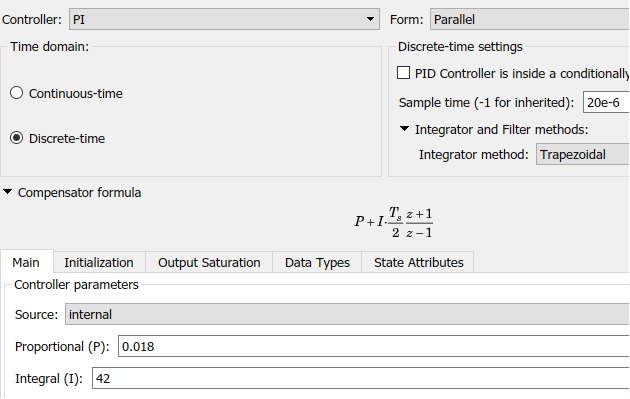 Controller: PI Form: Parallel
Time domain: Discrete-time settings
PID Controller is inside a conditionally
Continuous-time
Sample time (-1 for inherited): 20e-6
Integrator and Filter methods:
Discrete-time
Integrator method: Trapezoidal
Compensator formula
P + I · T_s/2 z+1/z−1
Main Initialization Output Saturation Data Types State Attributes
Controller parameters
Source: internal
Proportional (P): 0.018
Integral (I): 42